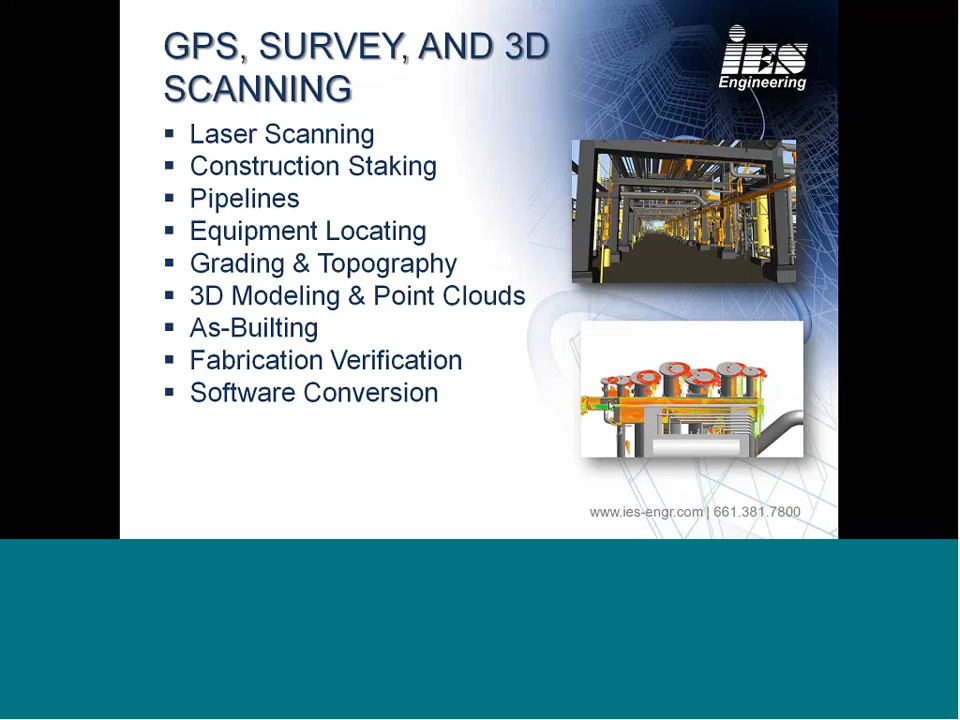 GPS, SURVEY, AND 3D
SCANNING
iES
Engineering
▪ Laser Scanning
▪ Construction Staking
▪ Pipelines
▪ Equipment Locating
▪ Grading & Topography
▪ 3D Modeling & Point Clouds
▪ As-Builting
▪ Fabrication Verification
▪ Software Conversion
www.ies-engr.com | 661.381.7800